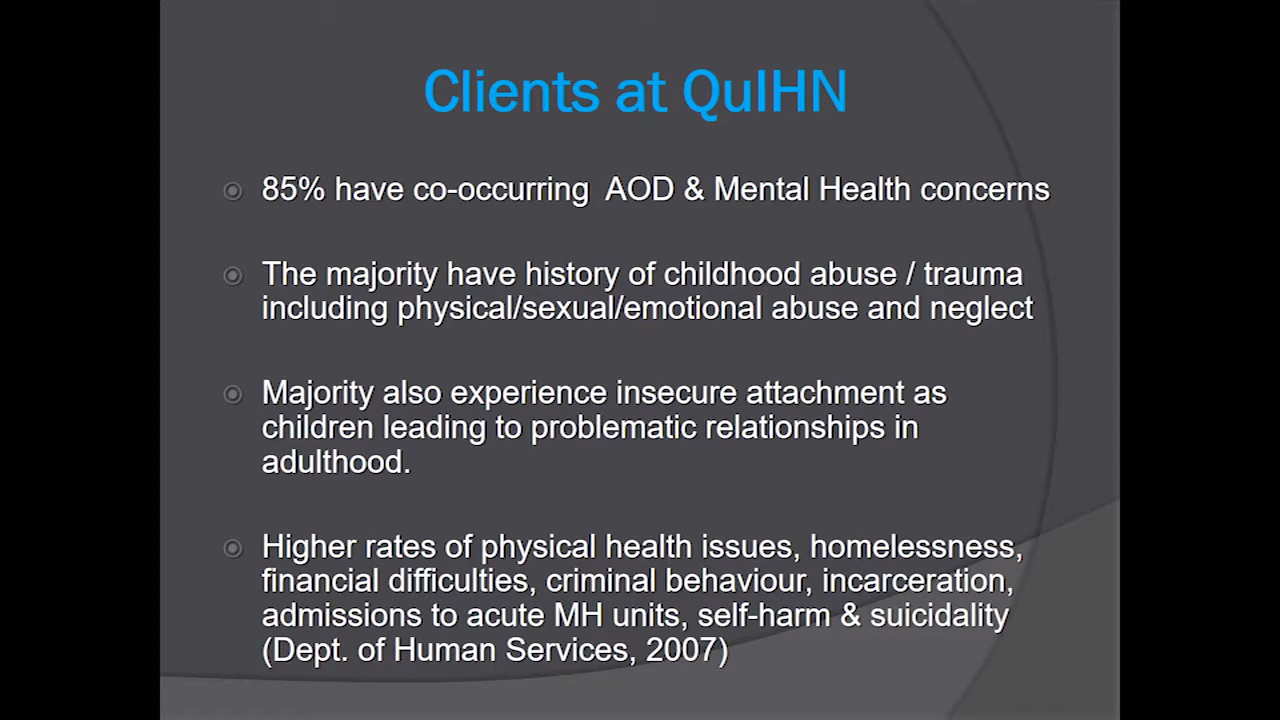 Clients at QuIHN
85% have co-occurring  AOD & Mental Health concerns
The majority have history of childhood abuse / trauma
including physical/sexual/emotional abuse and neglect
Majority also experience insecure attachment as
children leading to problematic relationships in
adulthood.
Higher rates of physical health issues, homelessness,
financial difficulties, criminal behaviour, incarceration,
admissions to acute MH units, self-harm & suicidality
(Dept. of Human Services, 2007)